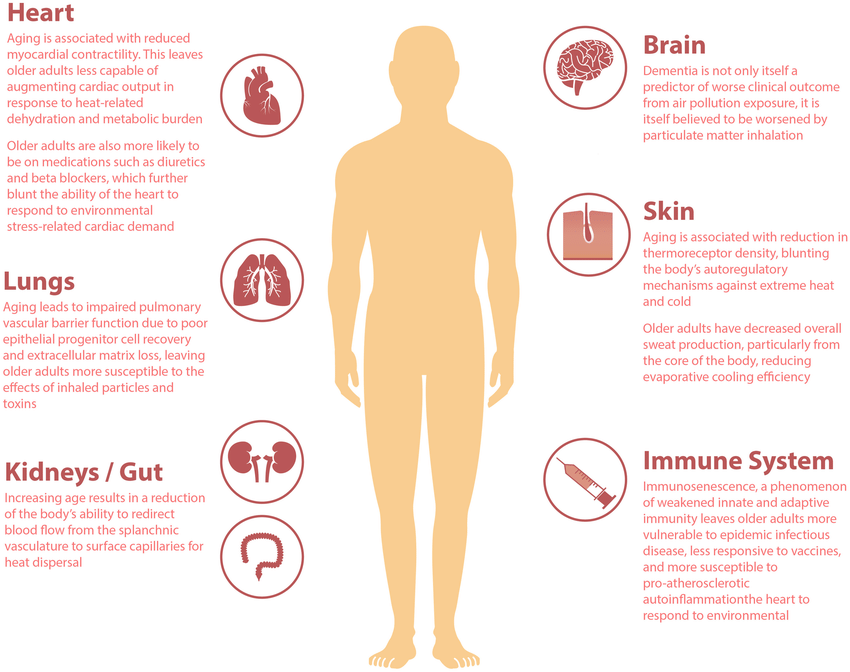 Heart
Aging is associated with reduced
myocardial contractility. This leaves
older adults less capable of
augmenting cardiac output in
response to heat-related
dehydration and metabolic burden
Older adults are also more likely to
be on medications such as diuretics
and beta blockers, which further
blunt the ability of the heart to
respond to environmental
stress-related cardiac demand
Lungs
Aging leads to impaired pulmonary
vascular barrier function due to poor
epithelial progenitor cell recovery
and extracellular matrix loss, leaving
older adults more susceptible to the
effects of inhaled particles and
toxins
Kidneys / Gut
Increasing age results in a reduction
of the body's ability to redirect
blood flow from the splanchnic
vasculature to surface capillaries for
heat dispersal
Brain
Dementia is not only itself a
predictor of worse clinical outcome
from air pollution exposure, it is
itself believed to be worsened by
particulate matter inhalation
Skin
Aging is associated with reduction in
thermoreceptor density, blunting
the body's autoregulatory
mechanisms against extreme heat
and cold
Older adults have decreased overall
sweat production, particularly from
the core of the body, reducing
evaporative cooling efficiency
Immune System
Immunosenescence, a phenomenon
of weakened innate and adaptive
immunity leaves older adults more
vulnerable to epidemic infectious
disease, less responsive to vaccines,
and more susceptible to
pro-atherosclerotic
autoinflammationthe heart to
respond to environmental